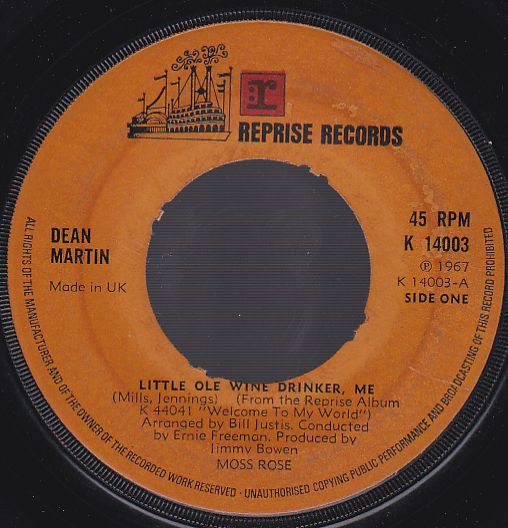 r:
REPRISE RECORDS
DEAN
MARTIN
Made in UK
45 RPM
K 14003
℗ 1967
K 14003-A
SIDE ONE
LITTLE OLE WINE DRINKER, ME
(Mills, Jennings) (From the Reprise Album
K 44041 "Welcome To My World")
Arranged by Bill Justis. Conducted
by Ernie Freeman. Produced by
Jimmy Bowen
MOSS ROSE
ALL RIGHTS OF THE MANUFACTURER AND OF THE OWNER OF THE RECORDED WORK RESERVED · UNAUTHORISED COPYING PUBLIC PERFORMANCE AND BROADCASTING OF THIS RECORD PROHIBITED